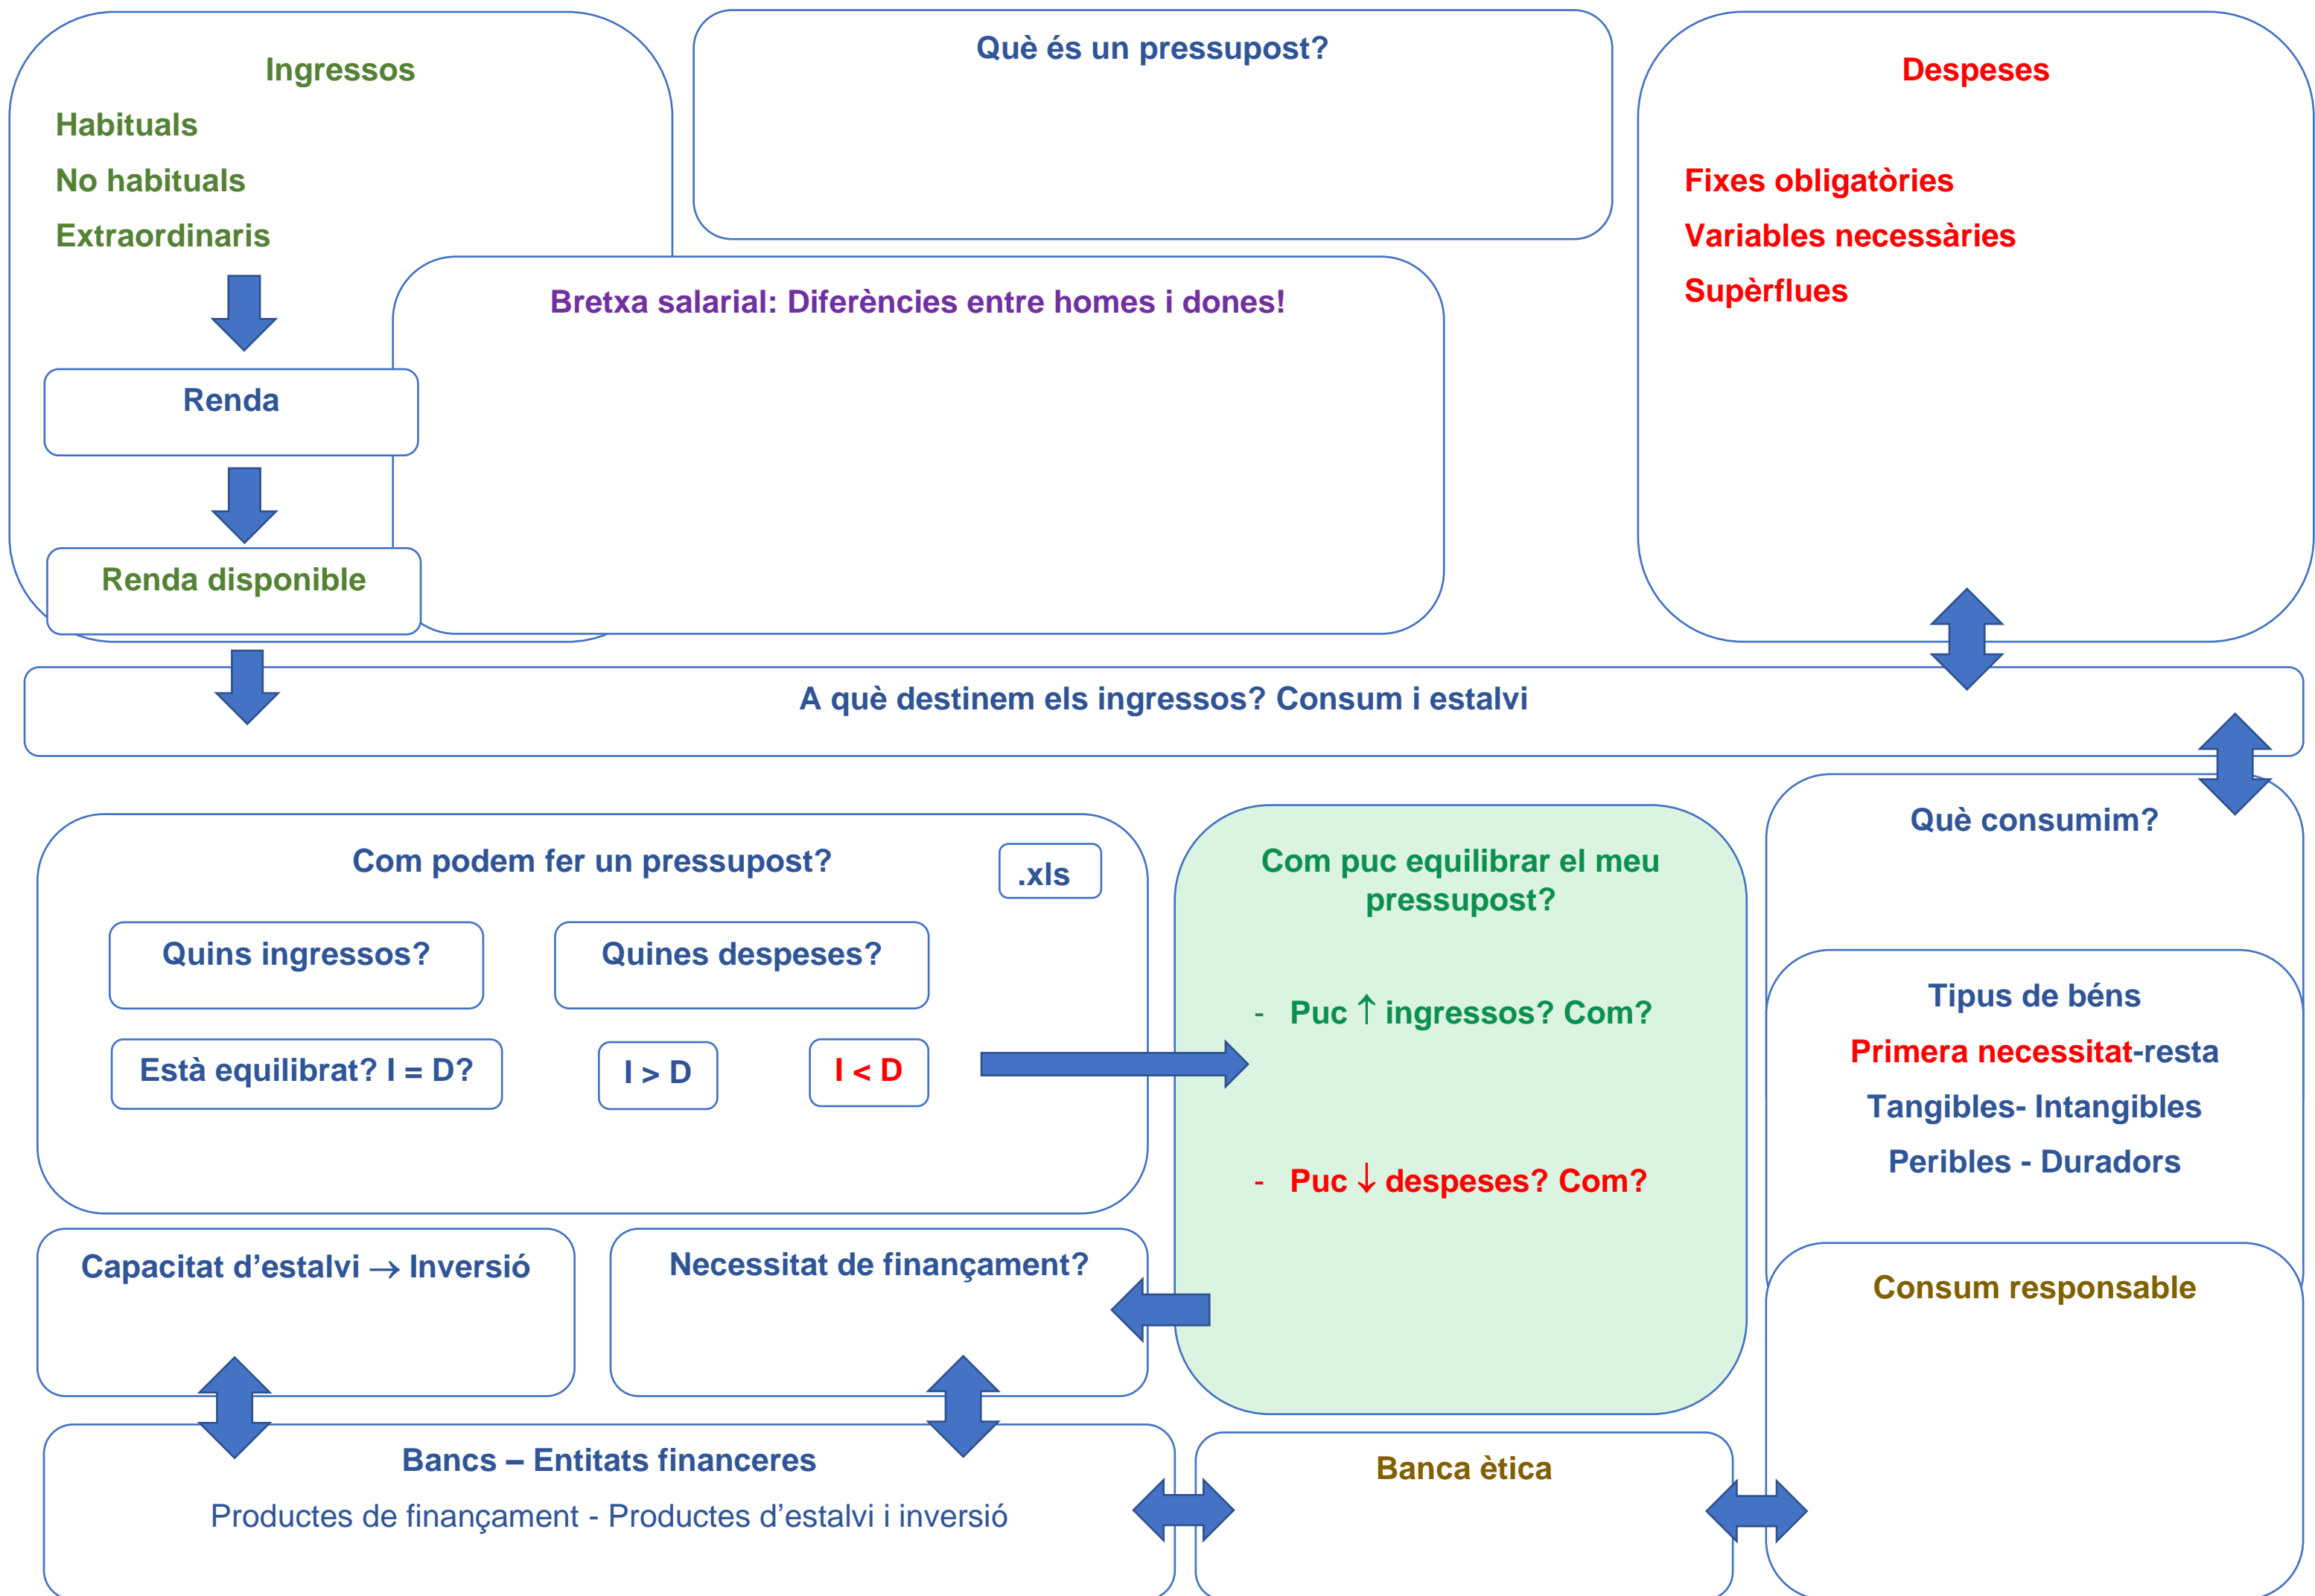 Ingressos
Habituals
No habituals
Extraordinaris
Renda
Renda disponible
Què és un pressupost?
Bretxa salarial: Diferències entre homes i dones!
Despeses
Fixes obligatòries
Variables necessàries
Supèrflues
A què destinem els ingressos? Consum i estalvi
Com podem fer un pressupost?
.xls
Quins ingressos?
Quines despeses?
Està equilibrat? I = D?
I > D
I < D
Com puc equilibrar el meu
pressupost?
- Puc ↑ ingressos? Com?
- Puc ↓ despeses? Com?
Què consumim?
Tipus de béns
Primera necessitat-resta
Tangibles- Intangibles
Peribles - Duradors
Consum responsable
Capacitat d’estalvi → Inversió
Necessitat de finançament?
Bancs – Entitats financeres
Productes de finançament - Productes d’estalvi i inversió
Banca ètica